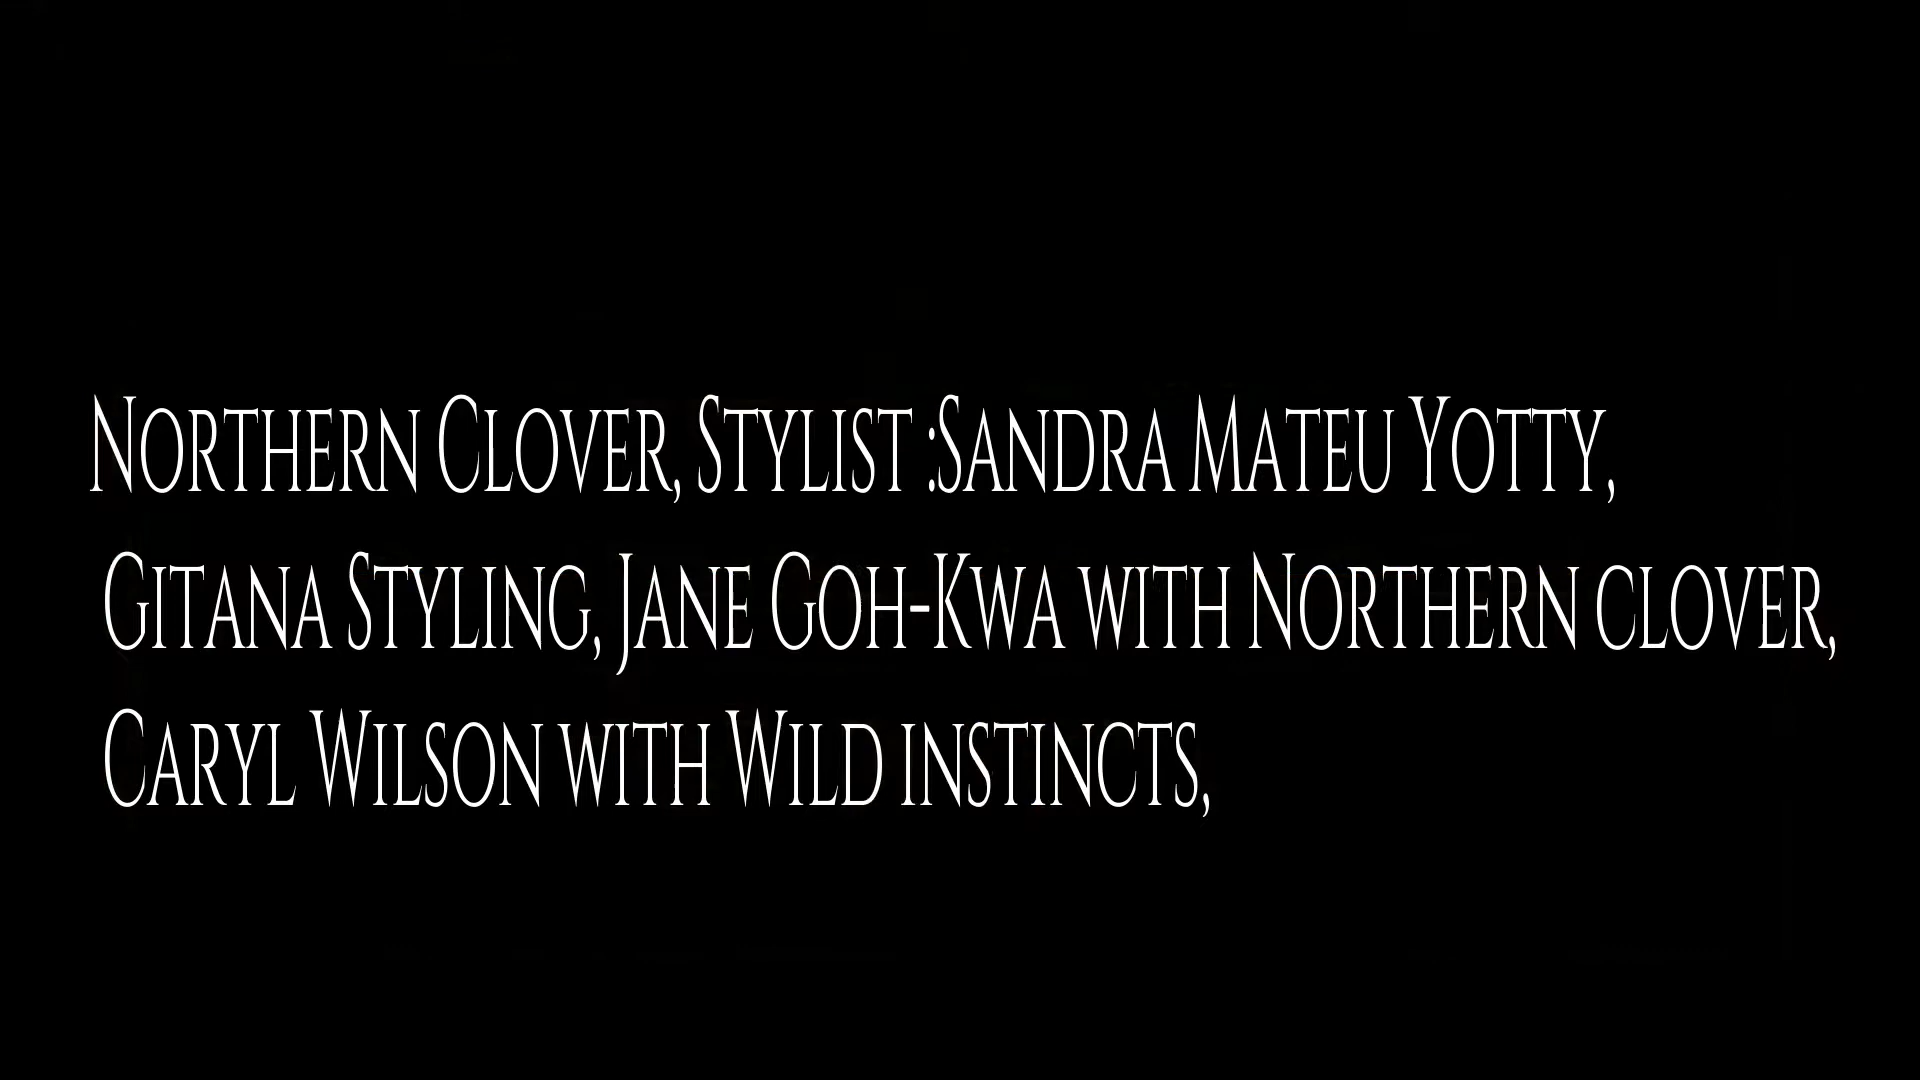 Northern Clover, Stylist :Sandra Mateu Yotty,
Gitana Styling, Jane Goh-Kwa with Northern clover,
Caryl Wilson with Wild instincts,